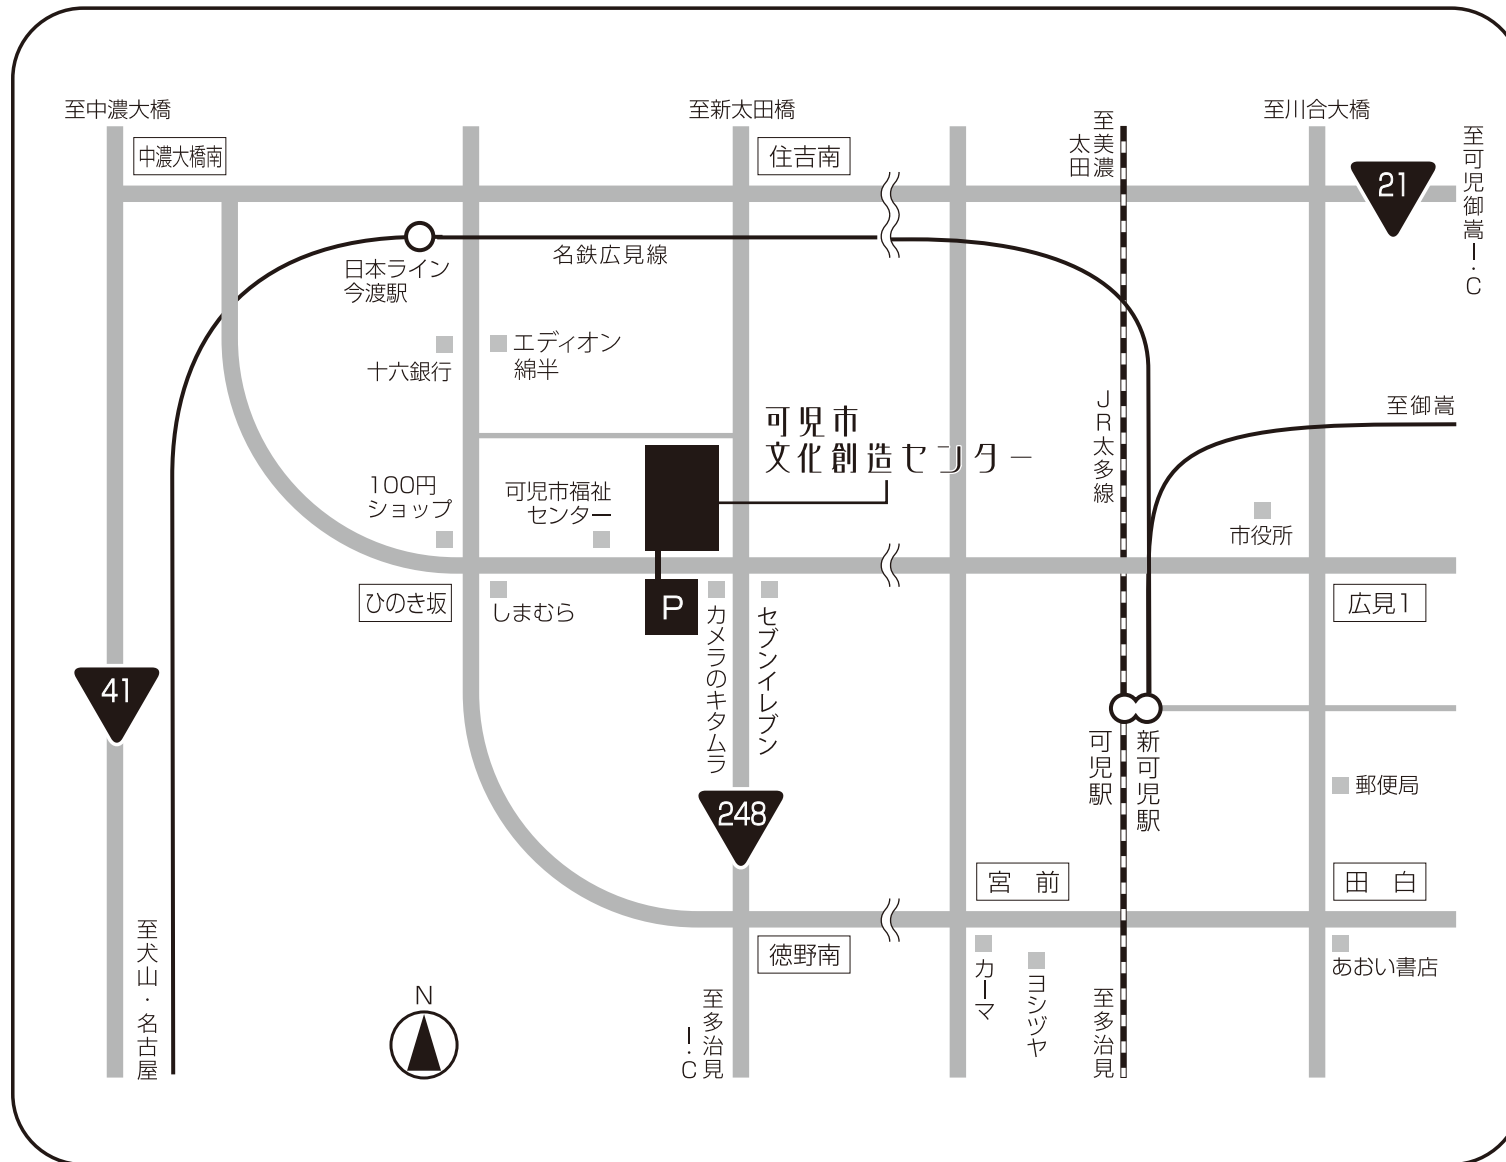 至中濃大橋
至新太田橋
至川合大橋
中濃大橋南
住吉南
至美濃
太田
21
至可児御嵩I.C
日本ライン
今渡駅
名鉄広見線
十六銀行
エディオン
綿半
可児市
文化創造センター
JR太多線
至御嵩
100円
ショップ
可児市福祉
センター
市役所
ひのき坂
しまむら
P
カメラのキタムラ
セブンイレブン
広見1
41
248
可児駅
新可児駅
郵便局
宮前
田白
徳野南
カーマ
ヨシヅヤ
あおい書店
至犬山・名古屋
N
至多治見
I.C
至多治見